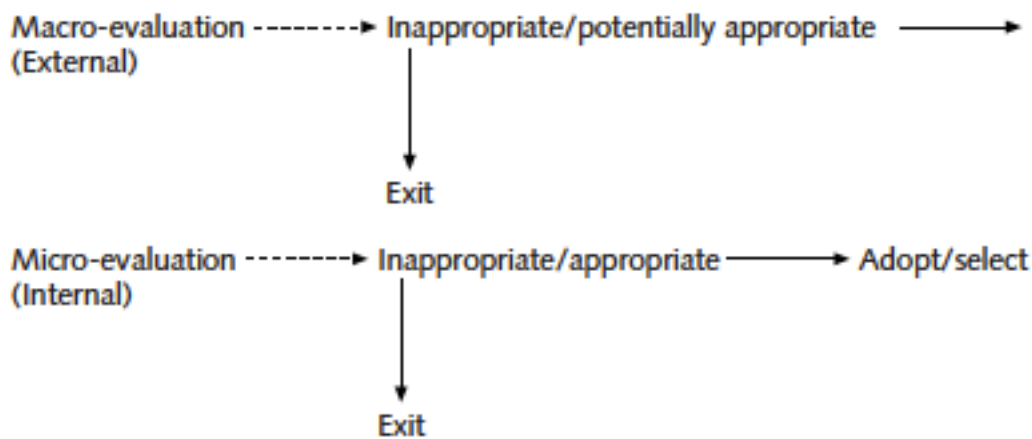 Macro-evaluation Inappropriate/potentially appropriate
(External)
Exit
Micro-evaluation Inappropriate/appropriate Adopt/select
(Internal)
Exit